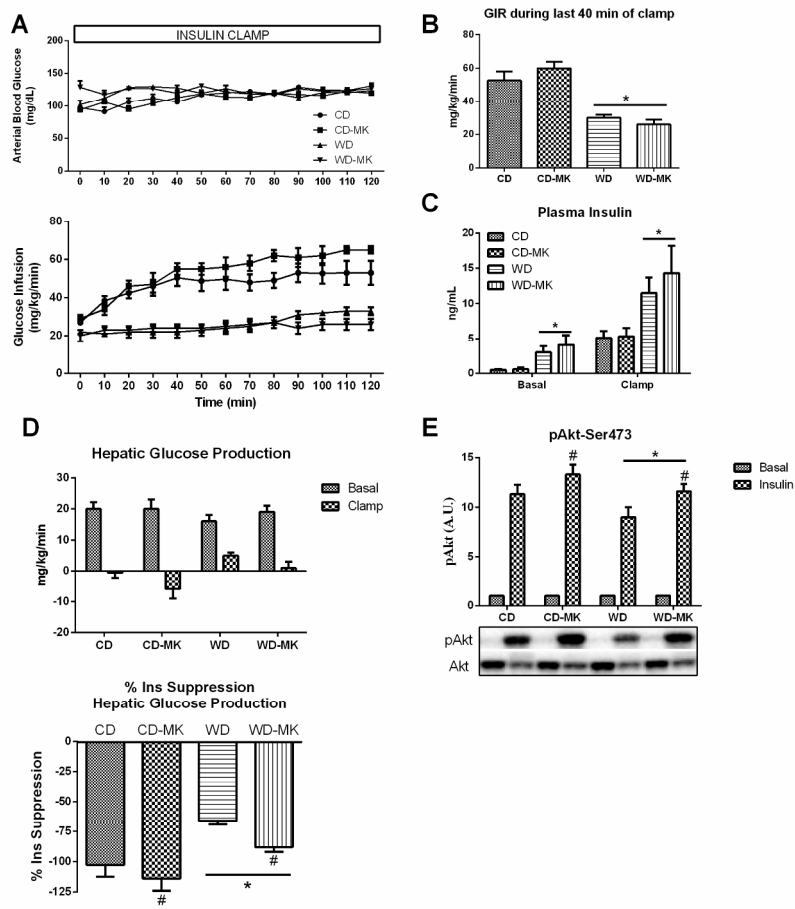 A
INSULIN CLAMP
Arterial Blood Glucose
(mg/dL)
200
150
100
50
0
CD
CD-MK
WD
WD-MK
0 10 20 30 40 50 60 70 80 90 100 110 120
Glucose Infusion
(mg/kg/min)
80
60
40
20
0
0 10 20 30 40 50 60 70 80 90 100 110 120
Time (min)
B
GIR during last 40 min of clamp
mg/kg/min
80
60
40
20
0
*
CD CD-MK WD WD-MK
C
Plasma Insulin
ng/mL
20
15
10
5
0
CD
CD-MK
WD
WD-MK
*
*
Basal Clamp
D
Hepatic Glucose Production
mg/kg/min
30
20
10
0
-10
-20
Basal
Clamp
CD CD-MK WD WD-MK
% Ins Suppression
Hepatic Glucose Production
CD CD-MK WD WD-MK
% Ins Suppression
0
-25
-50
-75
-100
-125
#
#
*
E
pAkt-Ser473
pAkt (A.U.)
15
10
5
0
#
*
#
Basal
Insulin
CD CD-MK WD WD-MK
pAkt
Akt